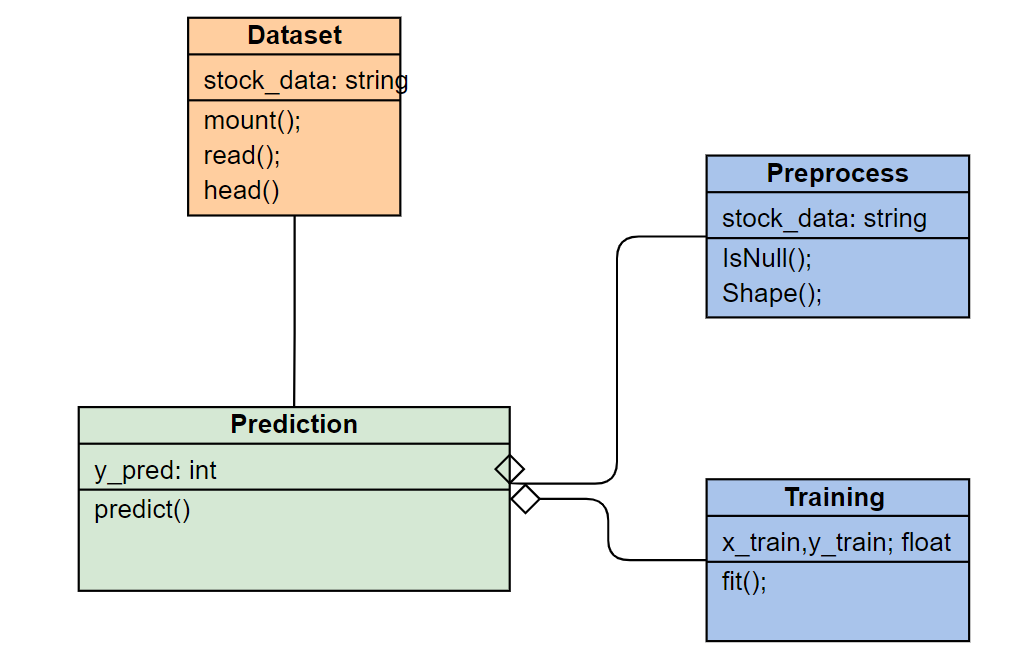 Dataset
stock_data: string
mount();
read();
head()
Preprocess
stock_data: string
IsNull();
Shape();
Prediction
y_pred: int
predict()
Training
x_train,y_train; float
fit();